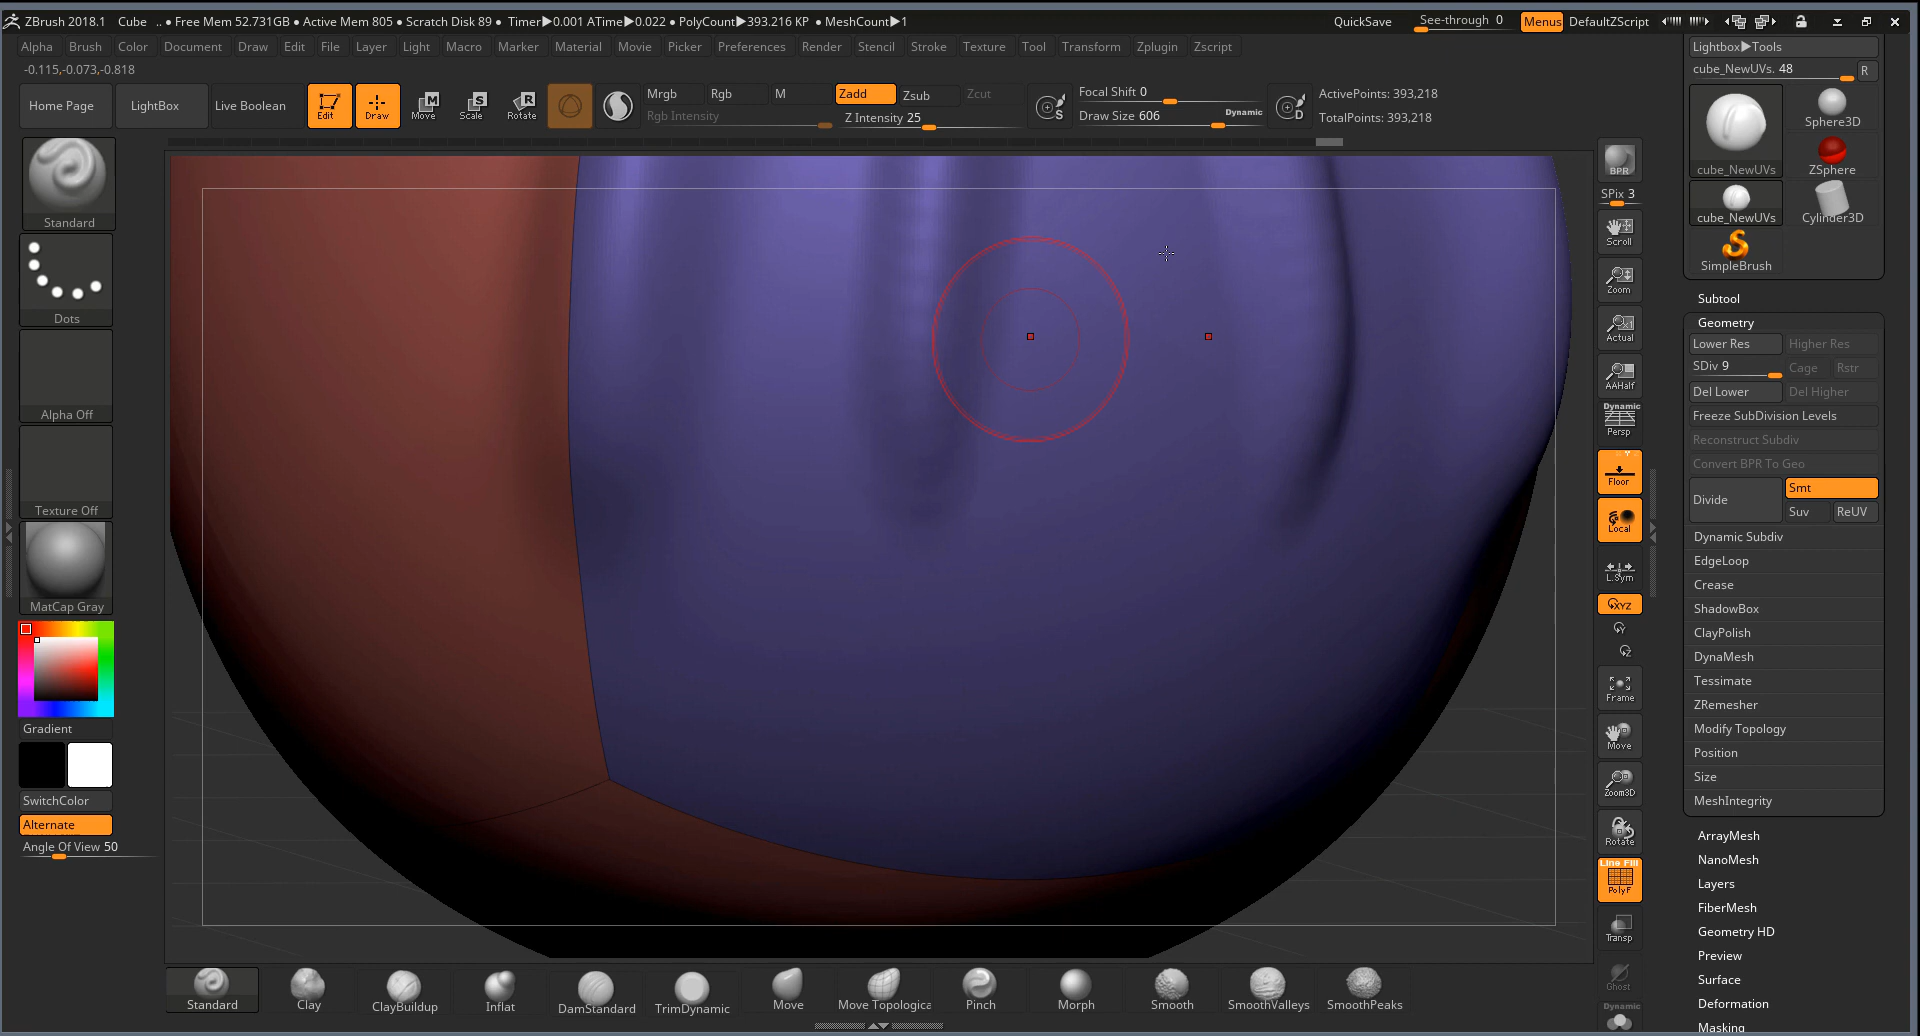 ZBrush 2018.1 Cube .. ● Free Mem 52.731GB ● Active Mem 805 ● Scratch Disk 89 ● Timer▶0.001 ATime▶0.022 ● PolyCount▶393.216 KP ● MeshCount▶1 QuickSave See-through 0 Menus DefaultZScript
Alpha Brush Color Document Draw Edit File Layer Light Macro Marker Material Movie Picker Preferences Render Stencil Stroke Texture Tool Transform Zplugin Zscript
-0.115,-0.073,-0.818
Home Page LightBox Live Boolean Edit Draw Move Scale Rotate
M S R
Mrgb Rgb M Zadd Zsub Zcut
Rgb Intensity Z Intensity 25
S Focal Shift 0
Draw Size 606 Dynamic
D ActivePoints: 393,218
TotalPoints: 393,218
Standard
Dots
Alpha Off
Texture Off
MatCap Gray
Gradient
SwitchColor
Alternate
Angle Of View 50
BPR
SPix 3
Scroll
Zoom
Actual
AAHalf
Dynamic
Persp
Floor
Local
L.Sym
XYZ
Y
Z
Frame
Move
Zoom3D
Rotate
Line Fill
PolyF
Transp
Ghost
Dynamic
Lightbox▶Tools
cube_NewUVs. 48 R
cube_NewUVs Sphere3D
ZSphere
cube_NewUVs Cylinder3D
SimpleBrush
Subtool
Geometry
Lower Res Higher Res
SDiv 9 Cage Rstr
Del Lower Del Higher
Freeze SubDivision Levels
Reconstruct Subdiv
Convert BPR To Geo
Divide Smt
Suv ReUV
Dynamic Subdiv
EdgeLoop
Crease
ShadowBox
ClayPolish
DynaMesh
Tessimate
ZRemesher
Modify Topology
Position
Size
MeshIntegrity
ArrayMesh
NanoMesh
Layers
FiberMesh
Geometry HD
Preview
Surface
Deformation
Masking
Standard Clay ClayBuildup Inflat DamStandard TrimDynamic Move Move Topologica Pinch Morph Smooth SmoothValleys SmoothPeaks